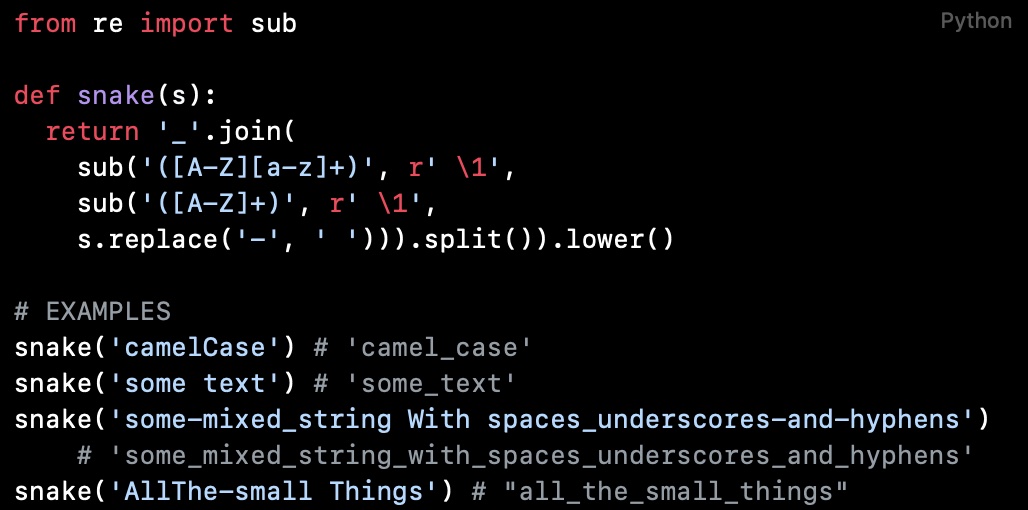 Python
from re import sub
def snake(s):
  return '_'.join(
    sub('([A-Z][a-z]+)', r' \1',
    sub('([A-Z]+)', r' \1',
    s.replace('-', ' '))).split()).lower()
# EXAMPLES
snake('camelCase') # 'camel_case'
snake('some text') # 'some_text'
snake('some-mixed_string With spaces_underscores-and-hyphens')
    # 'some_mixed_string_with_spaces_underscores_and_hyphens'
snake('AllThe-small Things') # "all_the_small_things"